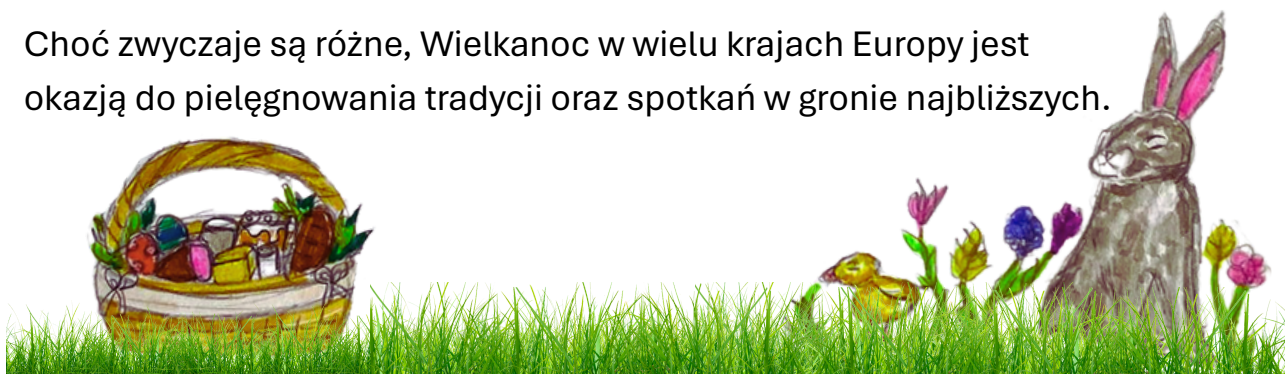 Choć zwyczaje są różne, Wielkanoc w wielu krajach Europy jest
okazją do pielęgnowania tradycji oraz spotkań w gronie najbliższych.